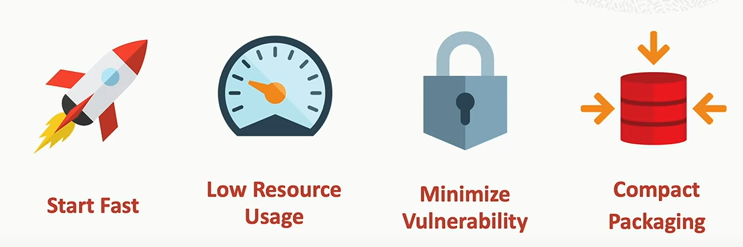 Start Fast
Low Resource
Usage
Minimize
Vulnerability
Compact
Packaging